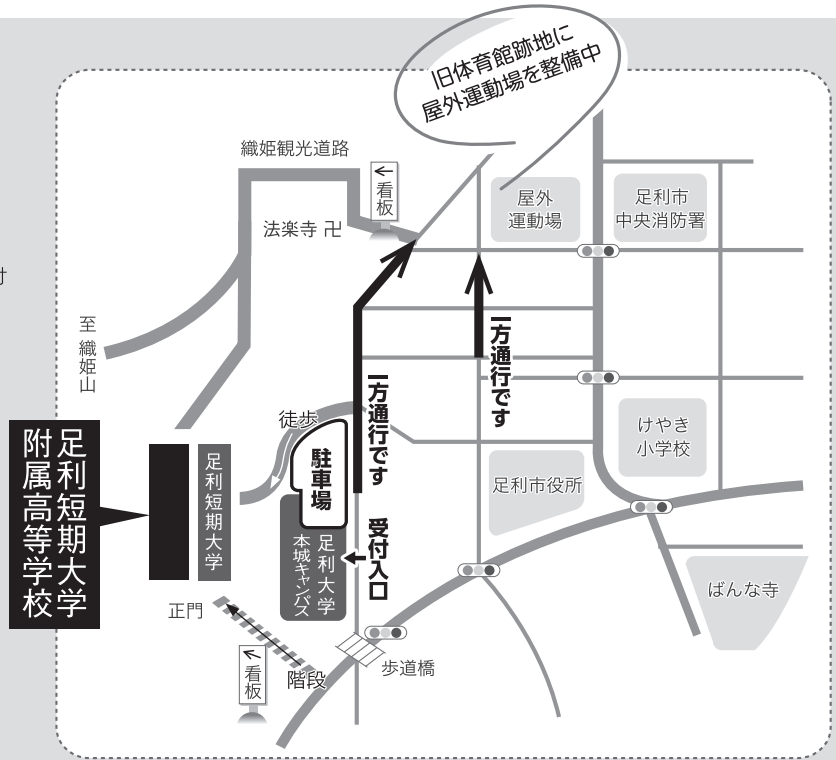 旧体育館跡地に
屋外運動場を整備中
織姫観光道路
←
看板
法楽寺 卍
屋外
運動場
足利市
中央消防署
付
至 織姫山
一方通行です
一方通行です
徒歩
駐車場
けやき
小学校
足利市役所
足利短期大学
附属高等学校
足利短期大学
受付入口
足利大学
本城キャンパス
ばんな寺
正門
歩道橋
階段
←
看板